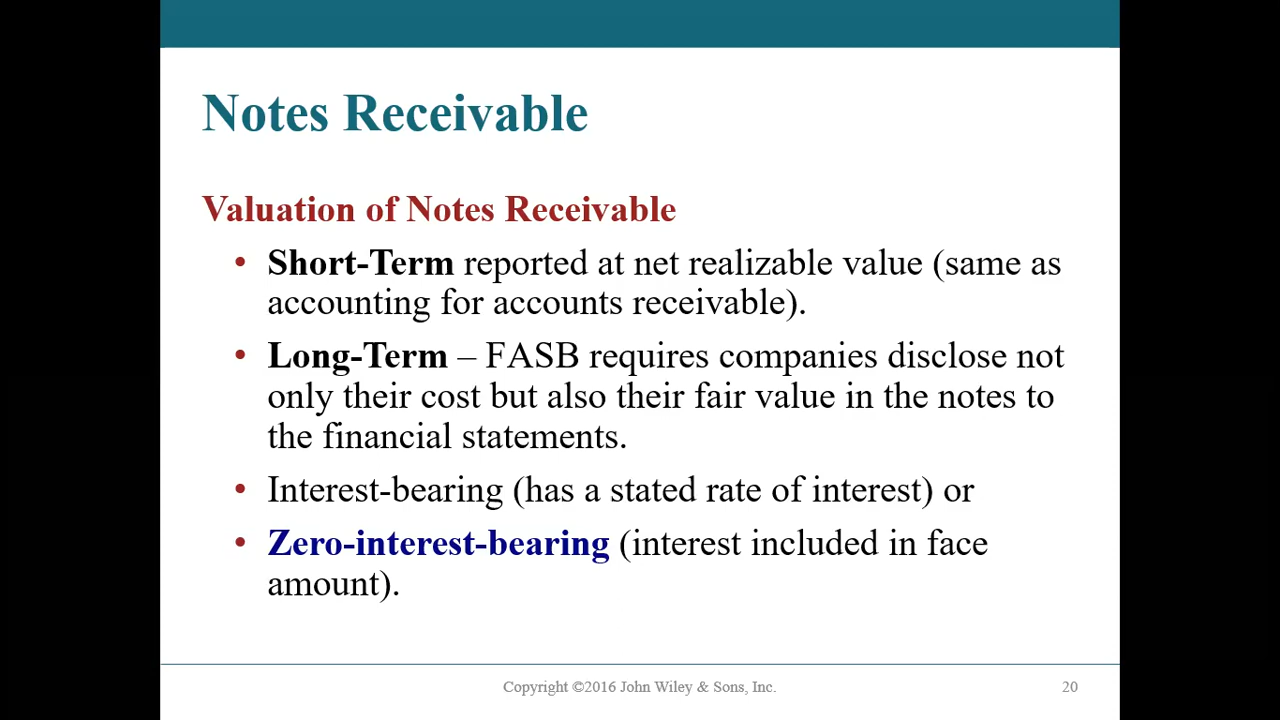 Notes Receivable
Valuation of Notes Receivable
• Short-Term reported at net realizable value (same as
accounting for accounts receivable).
• Long-Term – FASB requires companies disclose not
only their cost but also their fair value in the notes to
the financial statements.
• Interest-bearing (has a stated rate of interest) or
• Zero-interest-bearing (interest included in face
amount).
Copyright ©2016 John Wiley & Sons, Inc.
20